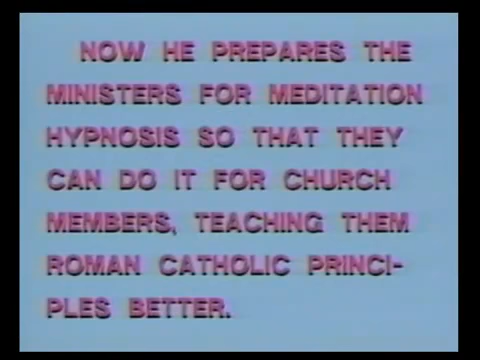 NOW HE PREPARES THE
MINISTERS FOR MEDITATION
HYPNOSIS SO THAT THEY
CAN DO IT FOR CHURCH
MEMBERS, TEACHING THEM
ROMAN CATHOLIC PRINCI-
PLES BETTER.